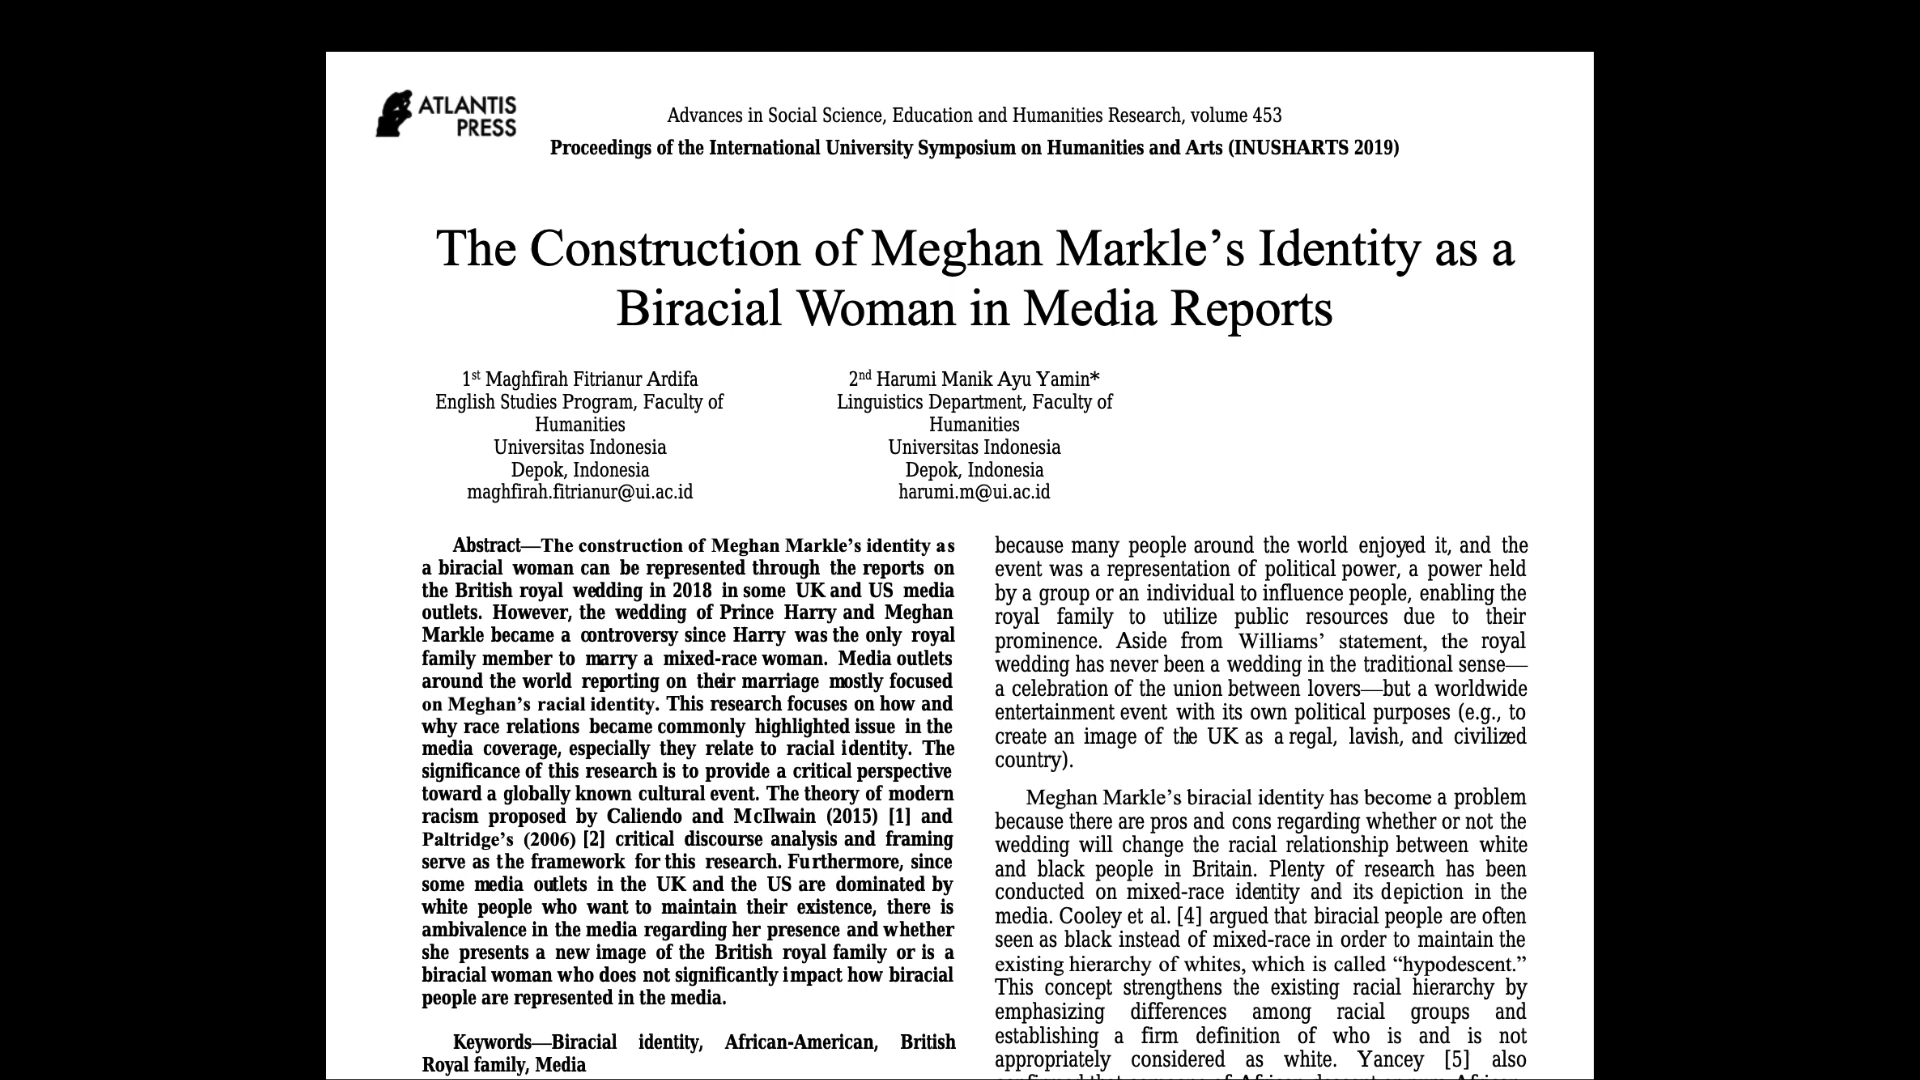 ATLANTIS
PRESS
Advances in Social Science, Education and Humanities Research, volume 453
Proceedings of the International University Symposium on Humanities and Arts (INUSHARTS 2019)
The Construction of Meghan Markle’s Identity as a
Biracial Woman in Media Reports
1st Maghfirah Fitrianur Ardifa
English Studies Program, Faculty of
Humanities
Universitas Indonesia
Depok, Indonesia
maghfirah.fitrianur@ui.ac.id
2nd Harumi Manik Ayu Yamin*
Linguistics Department, Faculty of
Humanities
Universitas Indonesia
Depok, Indonesia
harumi.m@ui.ac.id
Abstract—The construction of Meghan Markle’s identity as
a biracial woman can be represented through the reports on
the British royal wedding in 2018 in some UK and US media
outlets. However, the wedding of Prince Harry and Meghan
Markle became a controversy since Harry was the only royal
family member to marry a mixed-race woman. Media outlets
around the world reporting on their marriage mostly focused
on Meghan’s racial identity. This research focuses on how and
why race relations became commonly highlighted issue in the
media coverage, especially they relate to racial identity. The
significance of this research is to provide a critical perspective
toward a globally known cultural event. The theory of modern
racism proposed by Caliendo and McIlwain (2015) [1] and
Paltridge’s (2006) [2] critical discourse analysis and framing
serve as the framework for this research. Furthermore, since
some media outlets in the UK and the US are dominated by
white people who want to maintain their existence, there is
ambivalence in the media regarding her presence and whether
she presents a new image of the British royal family or is a
biracial woman who does not significantly impact how biracial
people are represented in the media.
Keywords—Biracial identity, African-American, British
Royal family, Media
because many people around the world enjoyed it, and the
event was a representation of political power, a power held
by a group or an individual to influence people, enabling the
royal family to utilize public resources due to their
prominence. Aside from Williams’ statement, the royal
wedding has never been a wedding in the traditional sense—
a celebration of the union between lovers—but a worldwide
entertainment event with its own political purposes (e.g., to
create an image of the UK as a regal, lavish, and civilized
country).
Meghan Markle’s biracial identity has become a problem
because there are pros and cons regarding whether or not the
wedding will change the racial relationship between white
and black people in Britain. Plenty of research has been
conducted on mixed-race identity and its depiction in the
media. Cooley et al. [4] argued that biracial people are often
seen as black instead of mixed-race in order to maintain the
existing hierarchy of whites, which is called “hypodescent.”
This concept strengthens the existing racial hierarchy by
emphasizing differences among racial groups and
establishing a firm definition of who is and is not
appropriately considered as white. Yancey [5] also